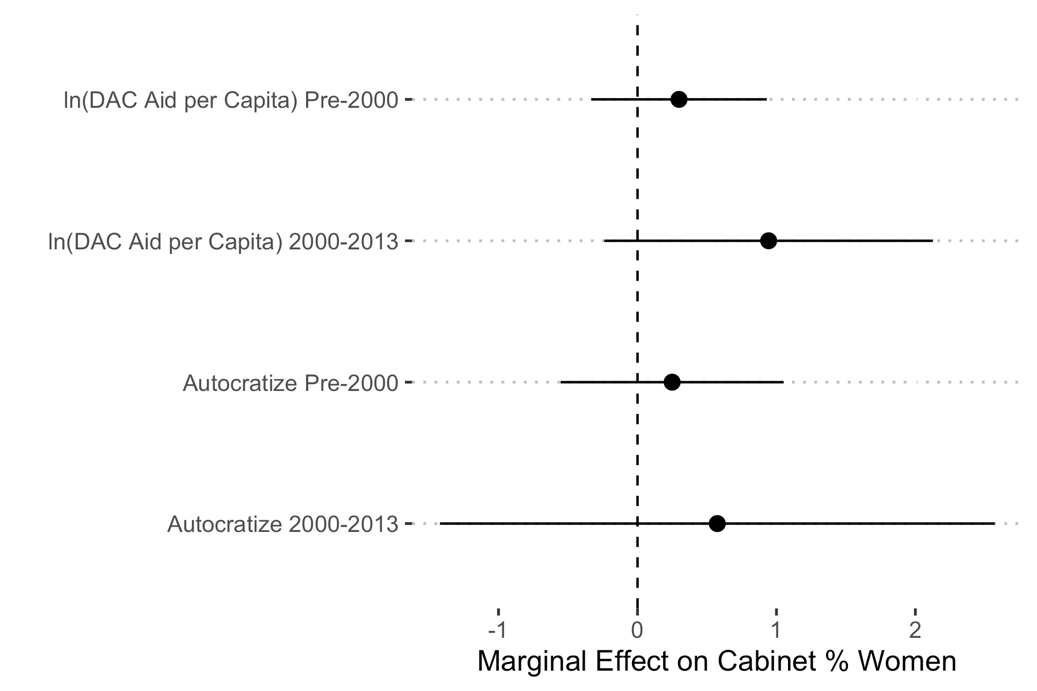 ln(DAC Aid per Capita) Pre-2000
ln(DAC Aid per Capita) 2000-2013
Autocratize Pre-2000
Autocratize 2000-2013
-1 0 1 2
Marginal Effect on Cabinet % Women